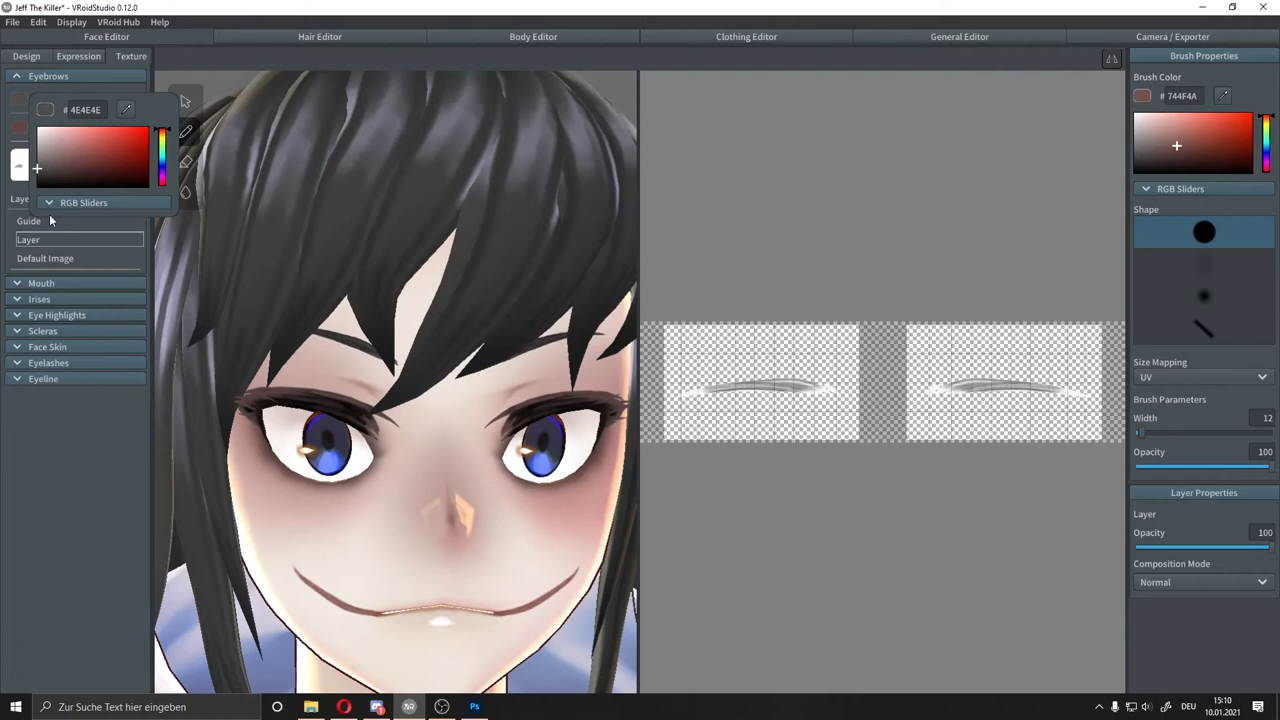 Jeff The Killer* - VRoidStudio 0.12.0
File Edit Display VRoid Hub Help
Face Editor Hair Editor Body Editor Clothing Editor General Editor Camera / Exporter
Design Expression Texture
Eyebrows
# 4E4E4E
RGB Sliders
Guide
Layer
Default Image
Mouth
Irises
Eye Highlights
Scleras
Face Skin
Eyelashes
Eyeline
Brush Properties
Brush Color
# 744F4A
RGB Sliders
Shape
Size Mapping
UV
Brush Parameters
Width 12
Opacity 100
Layer Properties
Layer
Opacity 100
Composition Mode
Normal
Zur Suche Text hier eingeben
1
Ps
DEU
15:10
10.01.2021